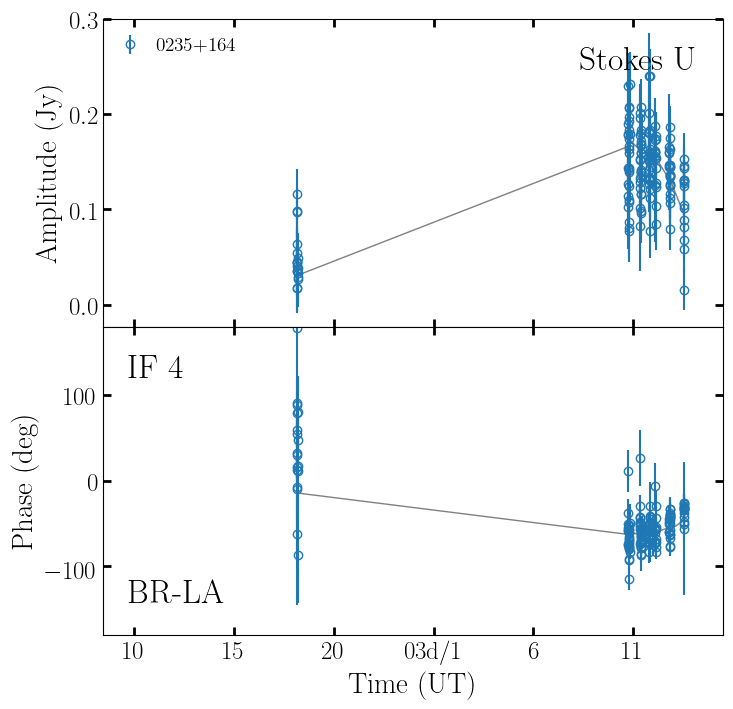 0235+164
Stokes U
0.3
0.2
0.1
0.0
Amplitude (Jy)
IF 4
100
0
−100
Phase (deg)
BR-LA
10 15 20 03d/1 6 11
Time (UT)